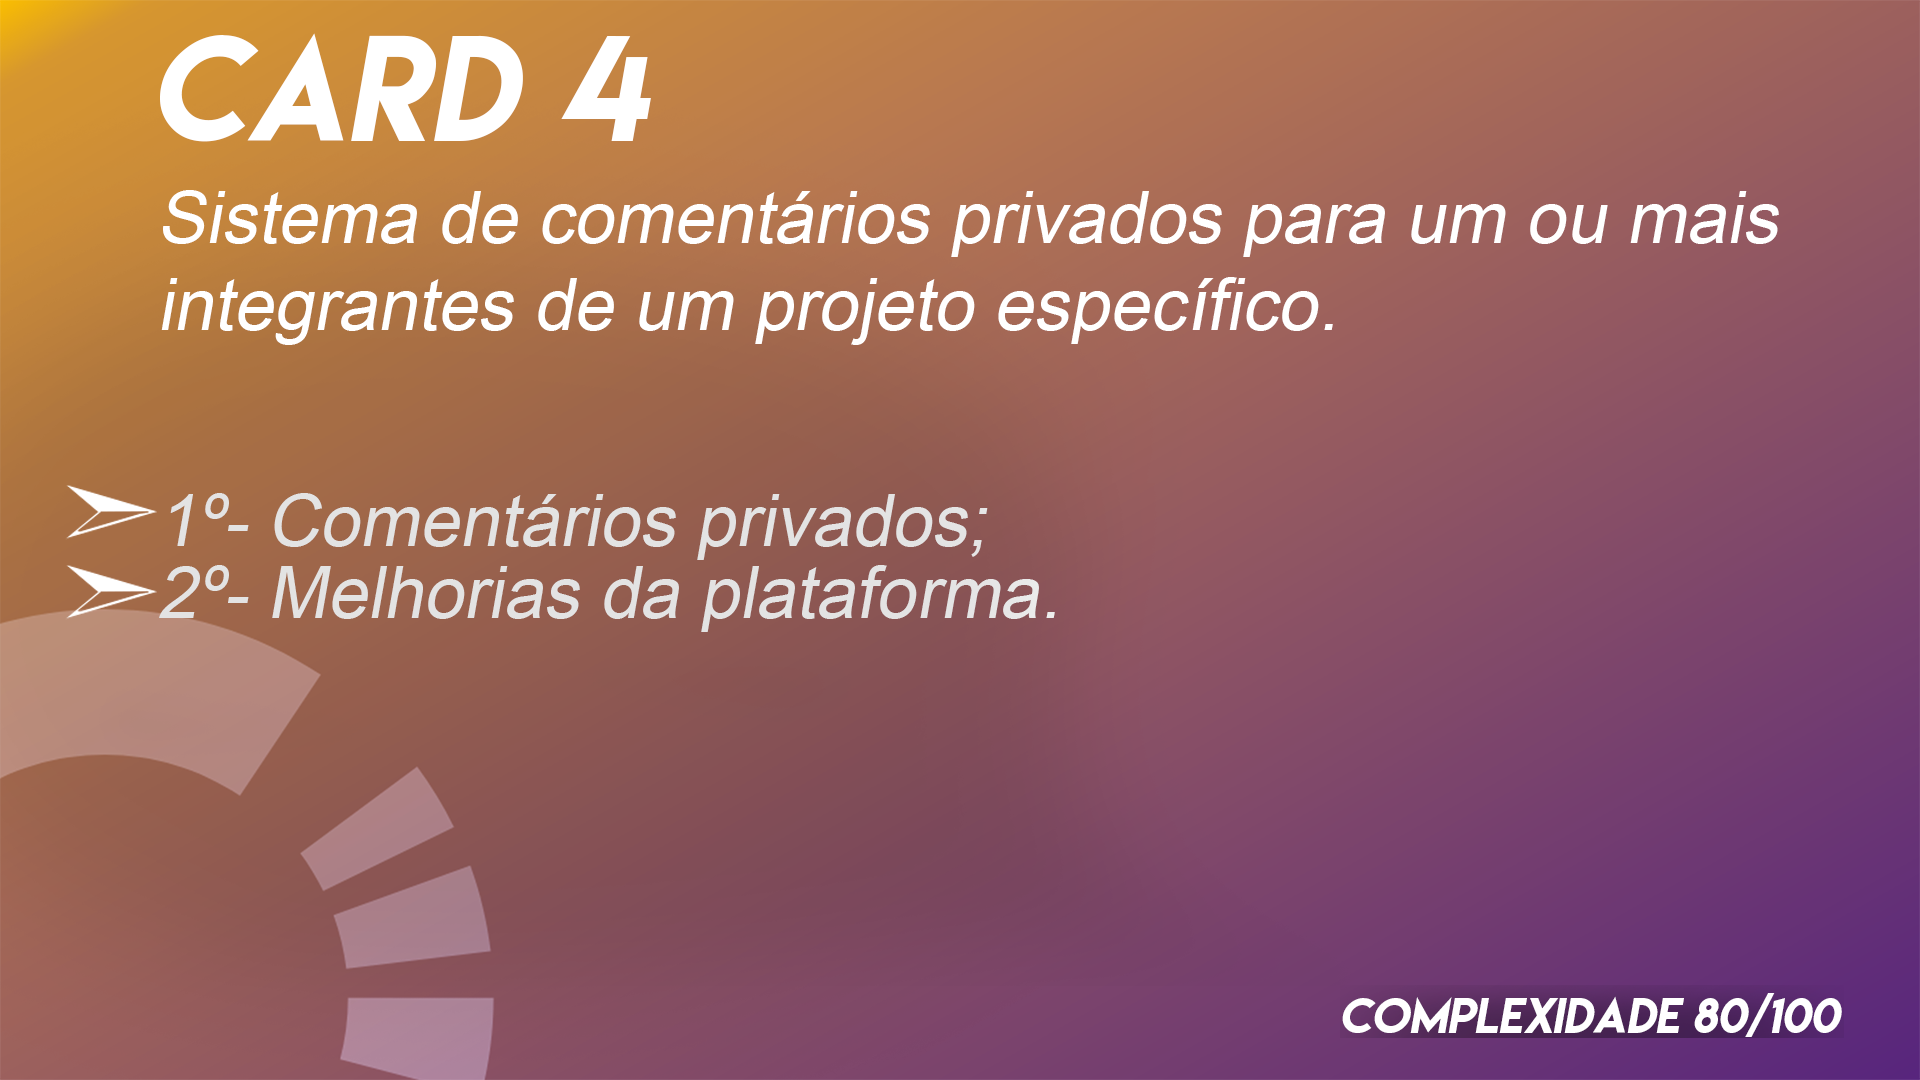 CARD 4
Sistema de comentários privados para um ou mais
integrantes de um projeto específico.
1º- Comentários privados;
2º- Melhorias da plataforma.
COMPLEXIDADE 80/100